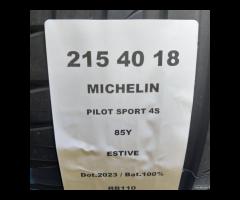 215 40 18
MICHELIN
PILOT SPORT 4S
85Y
ESTIVE
Dot.2023 / Bat.100%
RB110